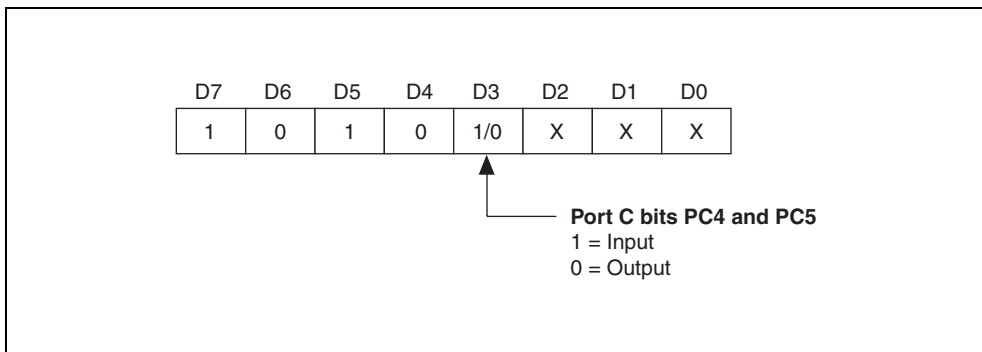 D7 D6 D5 D4 D3 D2 D1 D0
1 0 1 0 1/0 X X X
Port C bits PC4 and PC5
1 = Input
0 = Output